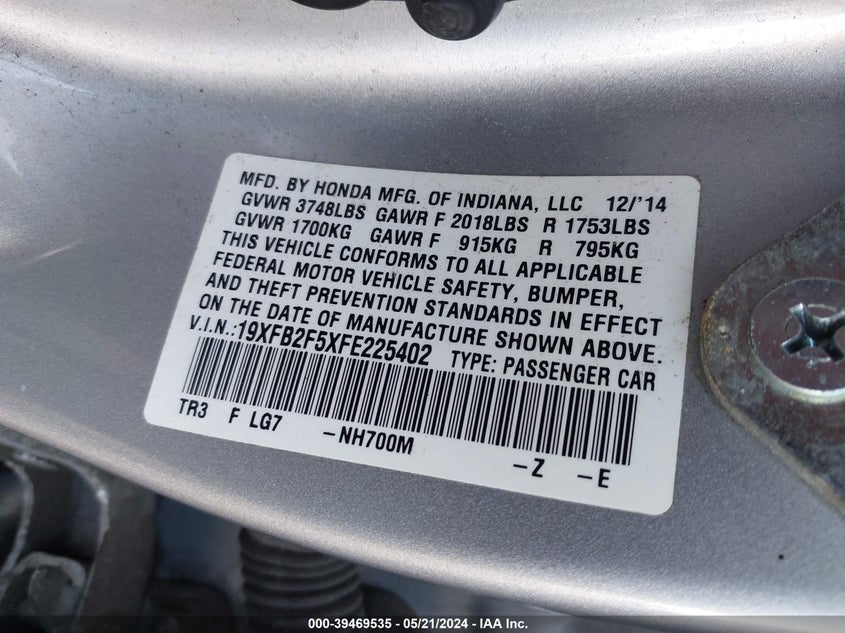 MFD. BY HONDA MFG. OF INDIANA, LLC 12/'14
GVWR 3748LBS GAWR F 2018LBS R 1753LBS
GVWR 1700KG GAWR F 915KG R 795KG
THIS VEHICLE CONFORMS TO ALL APPLICABLE
FEDERAL MOTOR VEHICLE SAFETY, BUMPER,
AND THEFT PREVENTION STANDARDS IN EFFECT
ON THE DATE OF MANUFACTURE SHOWN ABOVE.
V.I.N.:19XFB2F5XFE225402 TYPE: PASSENGER CAR
TR3 F LG7 -NH700M -Z -E
000-39469535 - 05/21/2024 - IAA Inc.